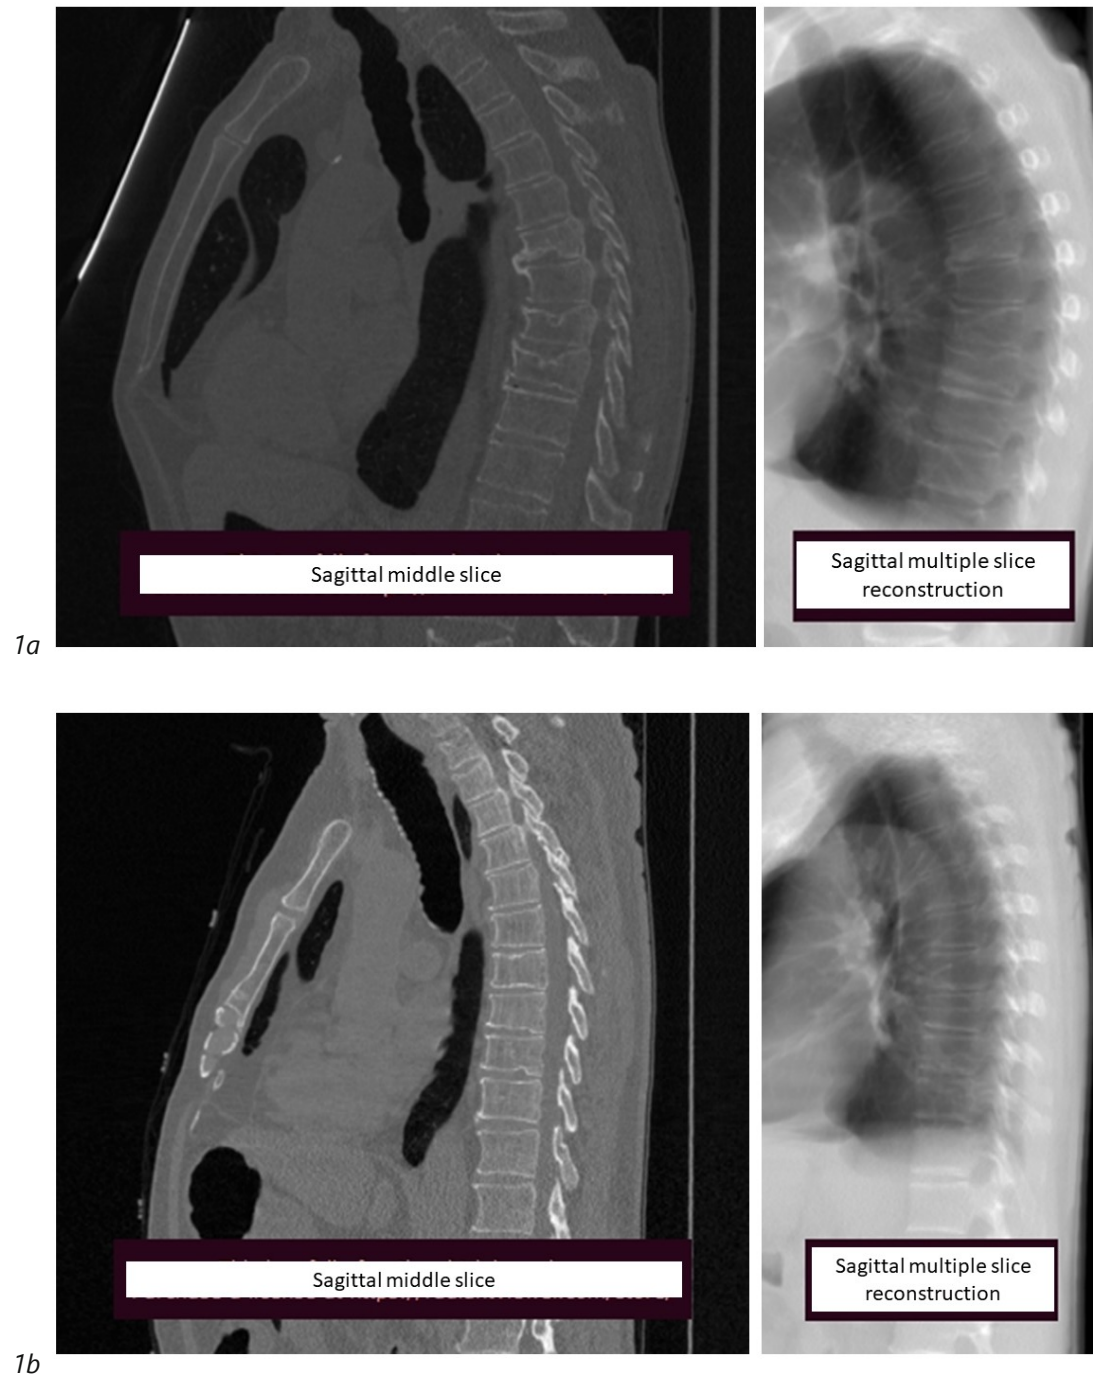 Sagittal middle slice
Sagittal multiple slice
reconstruction
1a
Sagittal middle slice
Sagittal multiple slice
reconstruction
1b